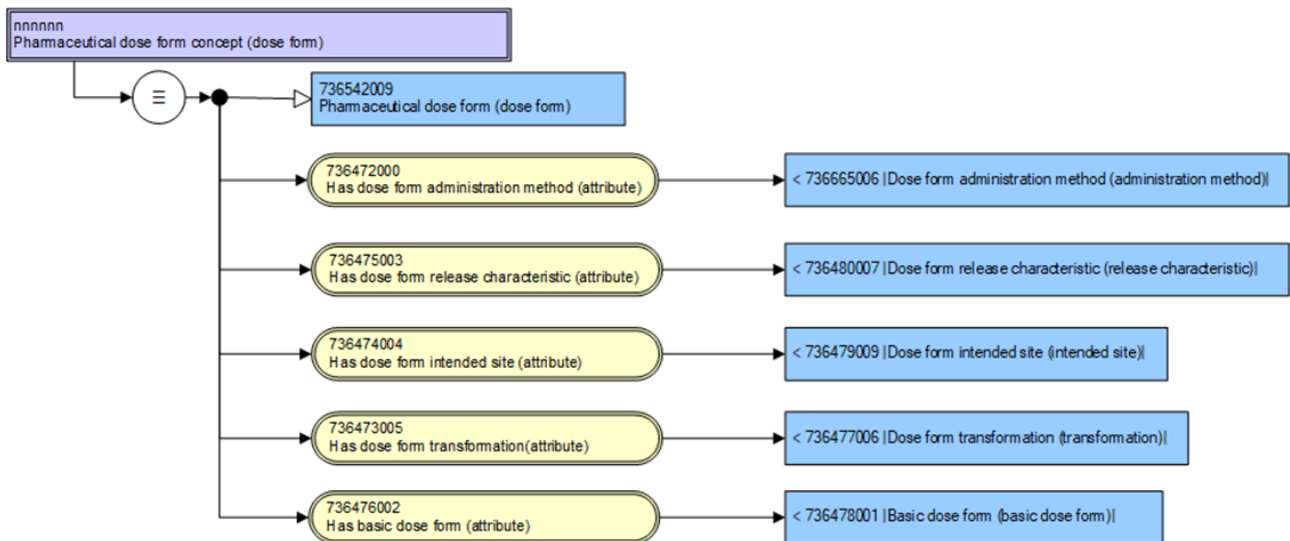 nnnnnn
Pharmaceutical dose form concept (dose form)
≡
736542009
Pharmaceutical dose form (dose form)
736472000
Has dose form administration method (attribute)
< 736665006 |Dose form administration method (administration method)|
736475003
Has dose form release characteristic (attribute)
< 736480007 |Dose form release characteristic (release characteristic)|
736474004
Has dose form intended site (attribute)
< 736479009 |Dose form intended site (intended site)|
736473005
Has dose form transformation(attribute)
< 736477006 |Dose form transformation (transformation)|
736476002
Has basic dose form (attribute)
< 736478001 |Basic dose form (basic dose form)|